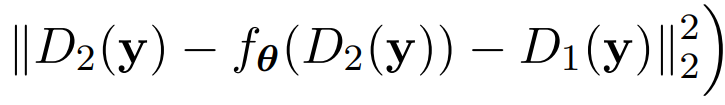 ‖D₂(𝐲) − f_𝛉(D₂(𝐲)) − D₁(𝐲)‖₂²)